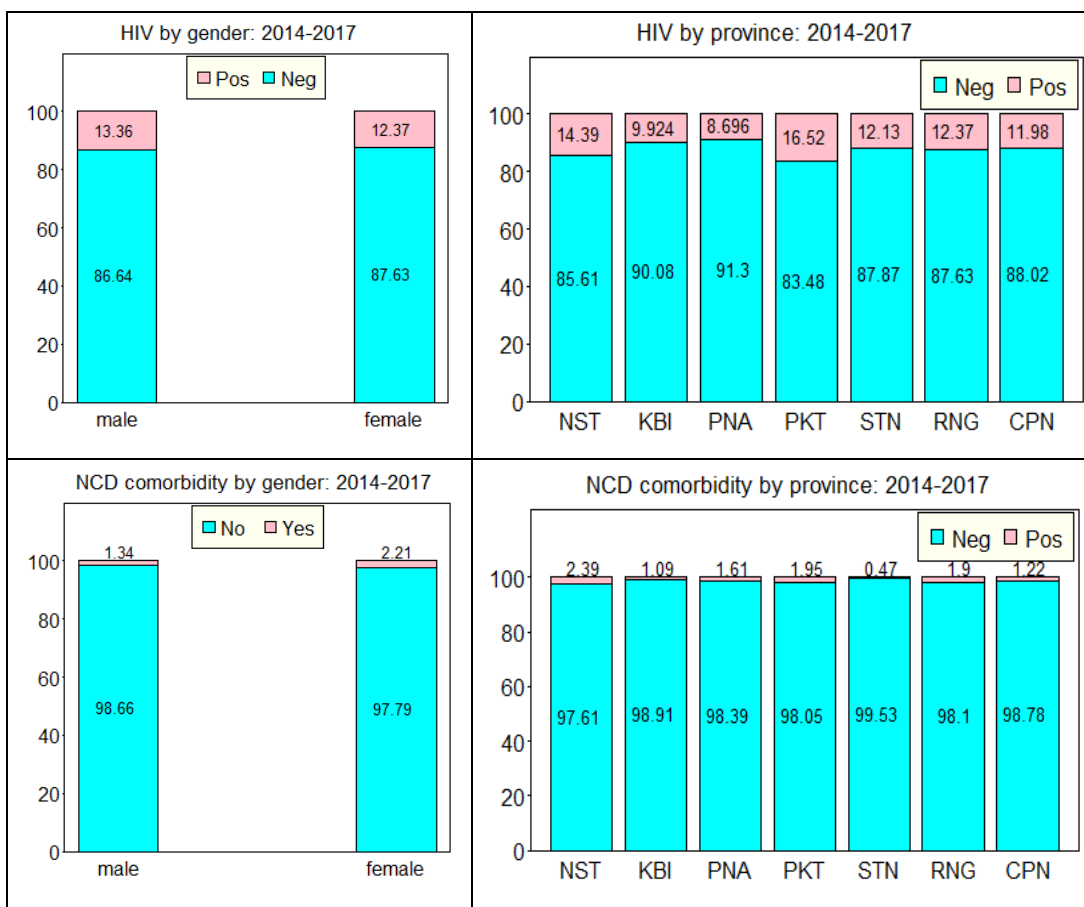 HIV by gender: 2014-2017
Pos Neg
100
80
60
40
20
0
13.36
12.37
86.64
87.63
male female
HIV by province: 2014-2017
Neg Pos
100
80
60
40
20
0
14.39 9.924 8.696 16.52 12.13 12.37 11.98
85.61 90.08 91.3 83.48 87.87 87.63 88.02
NST KBI PNA PKT STN RNG CPN
NCD comorbidity by gender: 2014-2017
No Yes
100
80
60
40
20
0
1.34 2.21
98.66 97.79
male female
NCD comorbidity by province: 2014-2017
Neg Pos
100
80
60
40
20
0
2.39 1.09 1.61 1.95 0.47 1.9 1.22
97.61 98.91 98.39 98.05 99.53 98.1 98.78
NST KBI PNA PKT STN RNG CPN